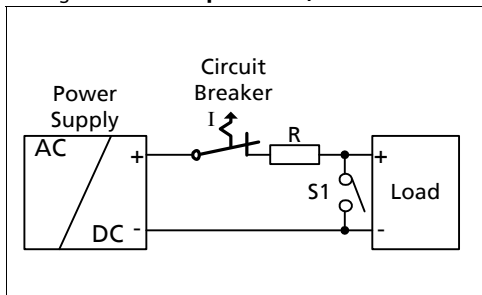 Circuit
Breaker
Power
Supply
I
R
AC
+
+
S1
Load
DC
-
-